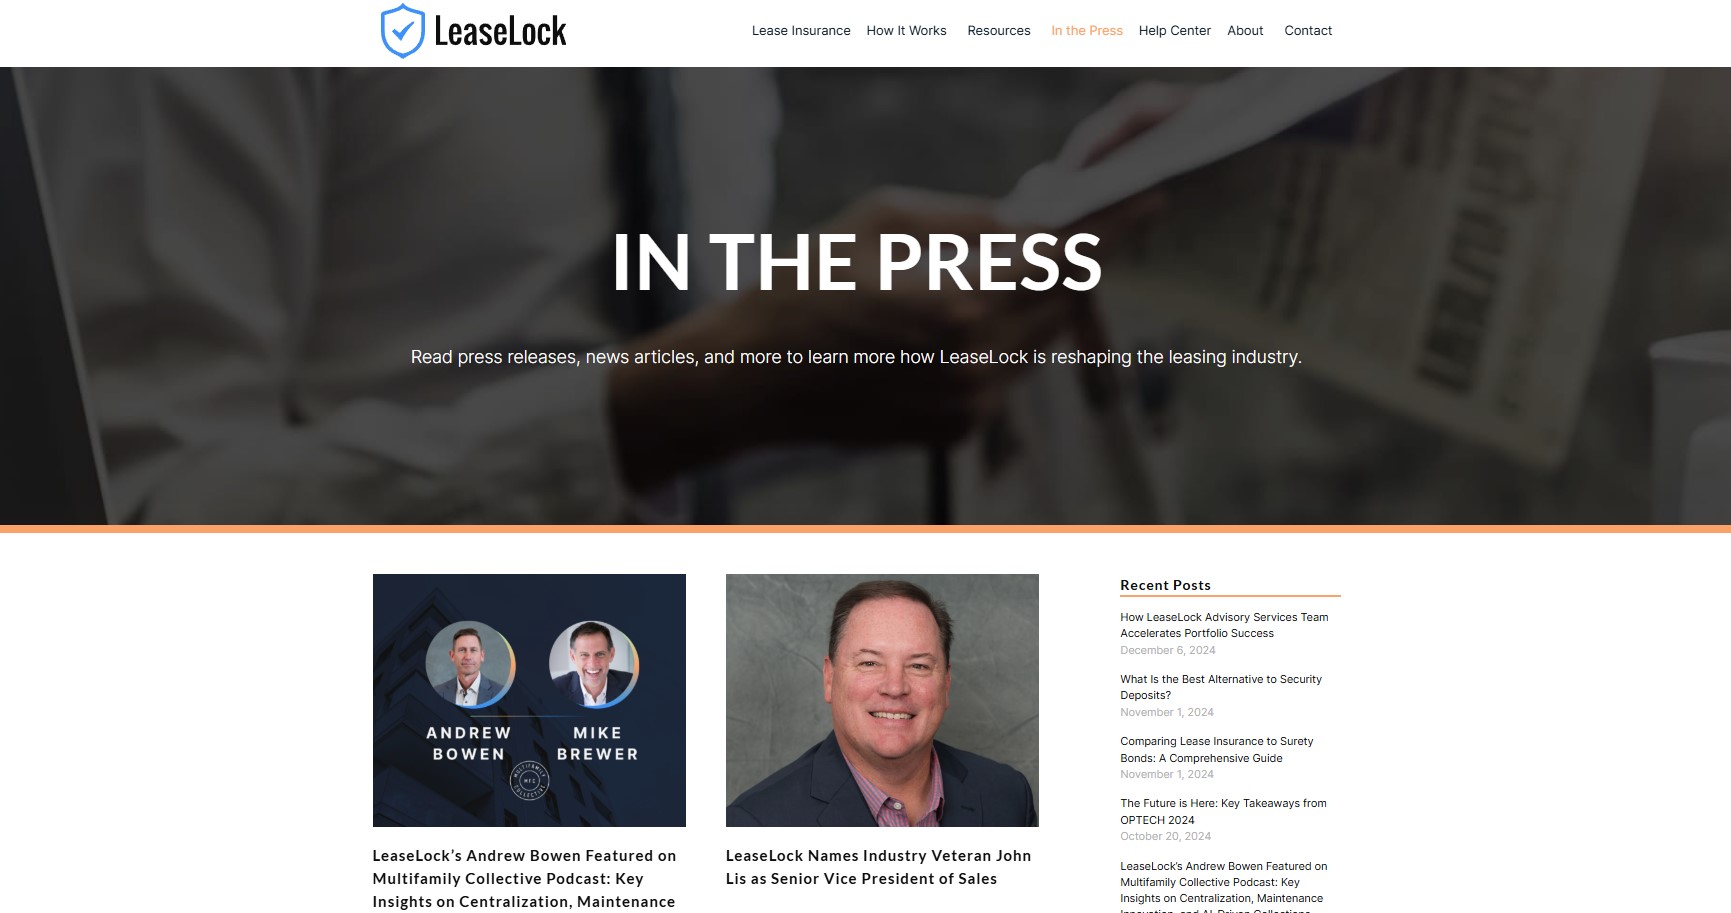 LeaseLock
Lease Insurance How It Works Resources In the Press Help Center About Contact
IN THE PRESS
Read press releases, news articles, and more to learn more how LeaseLock is reshaping the leasing industry.
ANDREW
BOWEN
MIKE
BREWER
MULTIFAMILY
MFC
COLLECTIVE
LeaseLock’s Andrew Bowen Featured on
Multifamily Collective Podcast: Key
Insights on Centralization, Maintenance
LeaseLock Names Industry Veteran John
Lis as Senior Vice President of Sales
Recent Posts
How LeaseLock Advisory Services Team
Accelerates Portfolio Success
December 6, 2024
What Is the Best Alternative to Security
Deposits?
November 1, 2024
Comparing Lease Insurance to Surety
Bonds: A Comprehensive Guide
November 1, 2024
The Future is Here: Key Takeaways from
OPTECH 2024
October 20, 2024
LeaseLock’s Andrew Bowen Featured on
Multifamily Collective Podcast: Key
Insights on Centralization, Maintenance
Innovation, and AI-Driven Collections